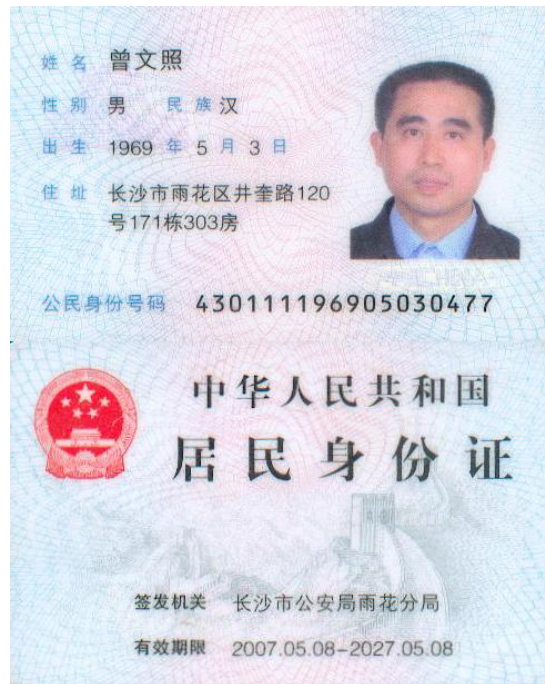 姓名 曾文照
性别 男 民族 汉
出生 1969 年 5 月 3 日
住址 长沙市雨花区井奎路120
号171栋303房
公民身份号码 430111196905030477
中华人民共和国
居民身份证
签发机关 长沙市公安局雨花分局
有效期限 2007.05.08-2027.05.08